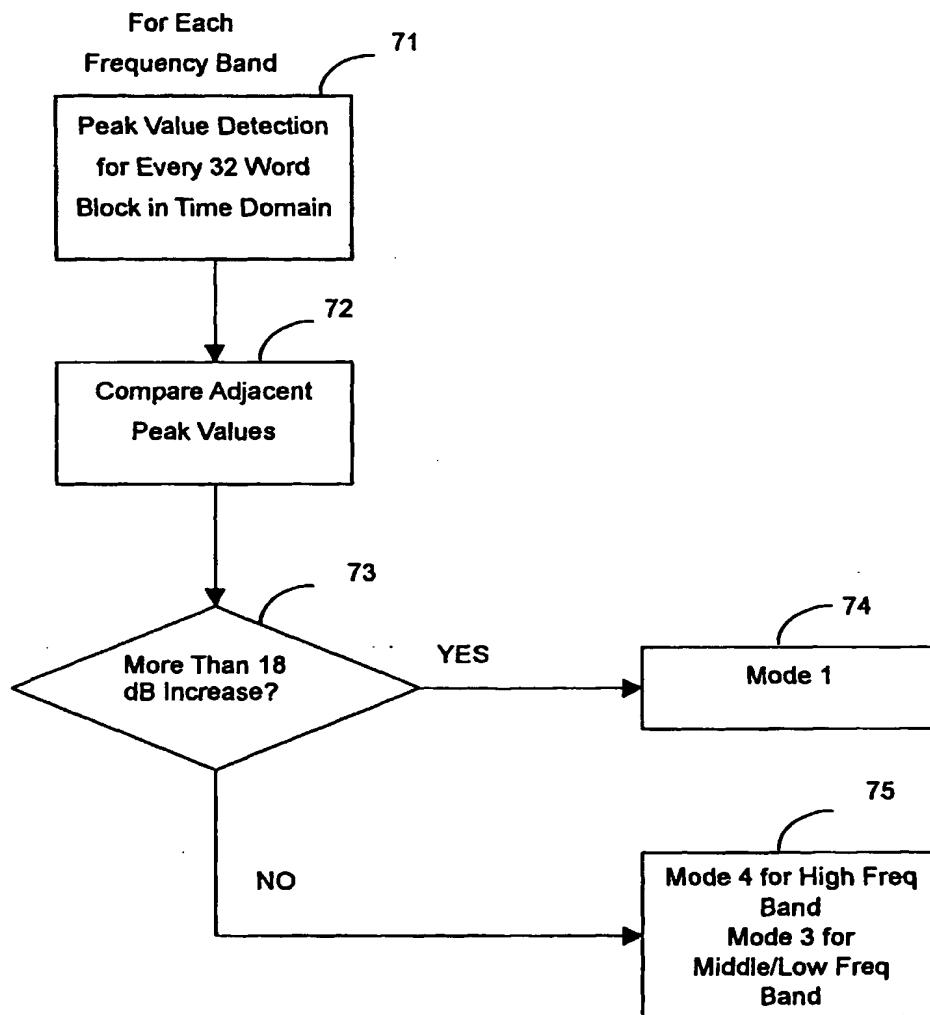 For Each
Frequency Band
71
Peak Value Detection
for Every 32 Word
Block in Time Domain
72
Compare Adjacent
Peak Values
73
More Than 18
dB Increase?
YES
74
Mode 1
75
NO
Mode 4 for High Freq
Band
Mode 3 for
Middle/Low Freq
Band